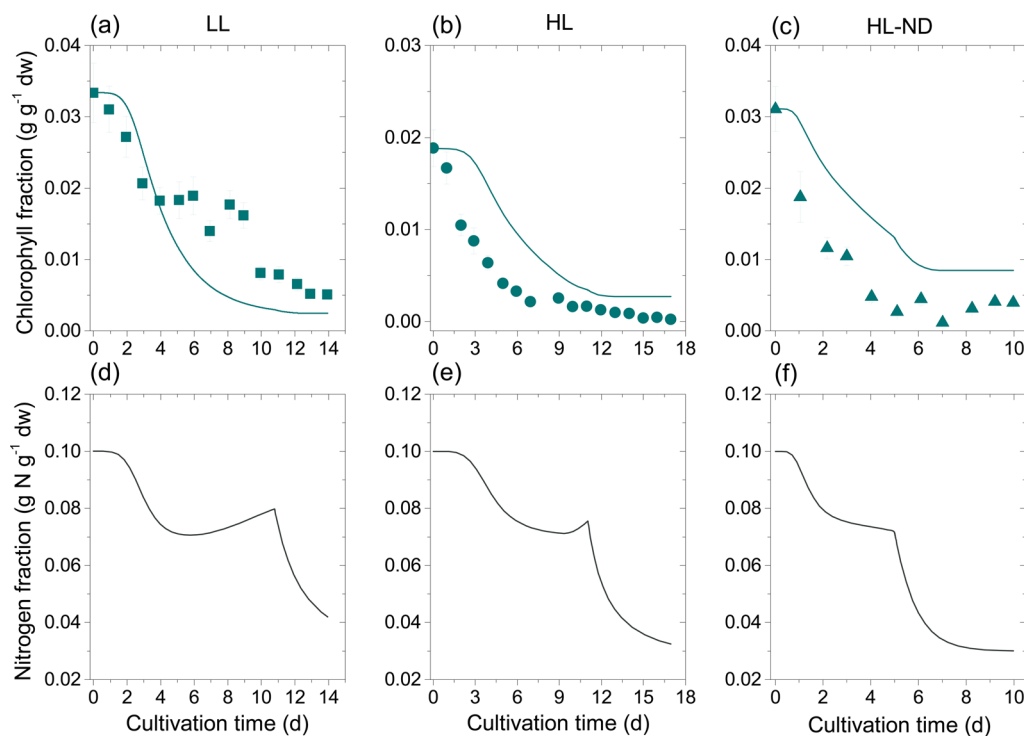 (a) LL
(b) HL
(c) HL-ND
Chlorophyll fraction (g g⁻¹ dw)
0.04
0.03
0.02
0.01
0.00
0 2 4 6 8 10 12 14
0.03
0.02
0.01
0.00
0 3 6 9 12 15 18
0.04
0.03
0.02
0.01
0.00
0 2 4 6 8 10
(d)
(e)
(f)
Nitrogen fraction (g N g⁻¹ dw)
0.12
0.10
0.08
0.06
0.04
0.02
0 2 4 6 8 10 12 14
Cultivation time (d)
0.12
0.10
0.08
0.06
0.04
0.02
0 3 6 9 12 15 18
Cultivation time (d)
0.12
0.10
0.08
0.06
0.04
0.02
0 2 4 6 8 10
Cultivation time (d)